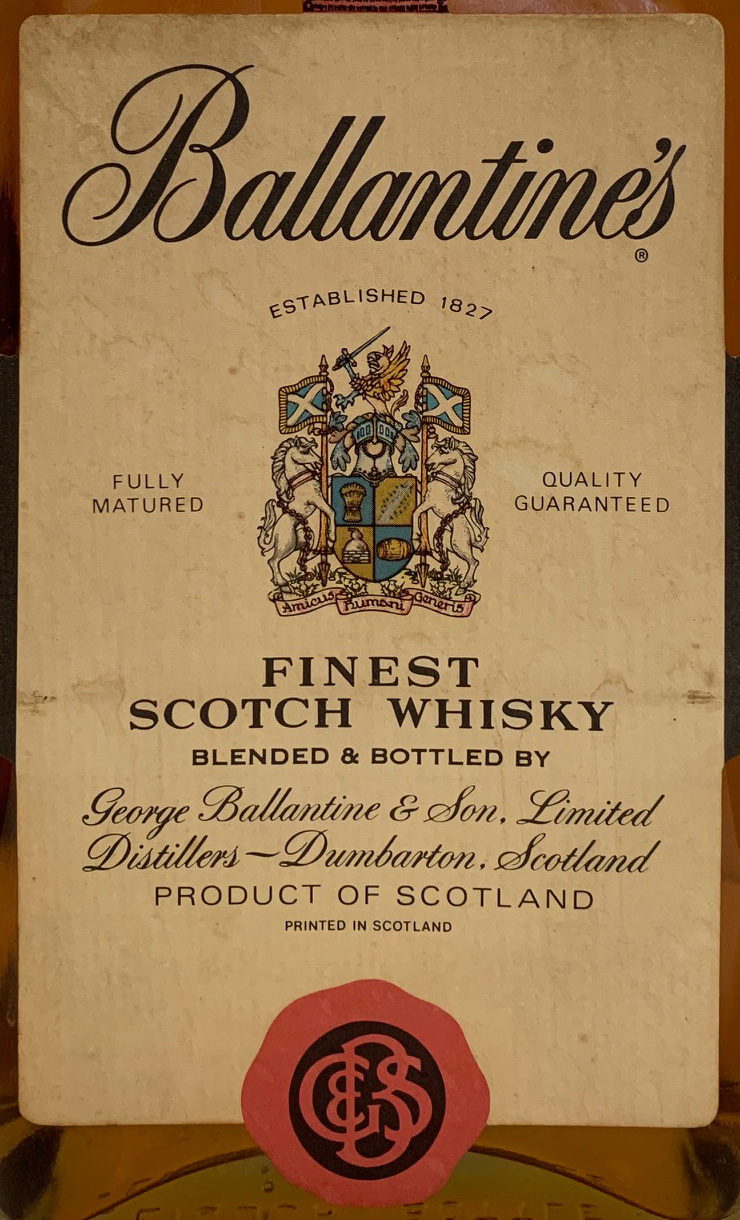 Ballantine's
®
ESTABLISHED 1827
FULLY
MATURED
QUALITY
GUARANTEED
Amicus Humani Generis
FINEST
SCOTCH WHISKY
BLENDED & BOTTLED BY
George Ballantine & Son, Limited
Distillers—Dumbarton, Scotland
PRODUCT OF SCOTLAND
PRINTED IN SCOTLAND